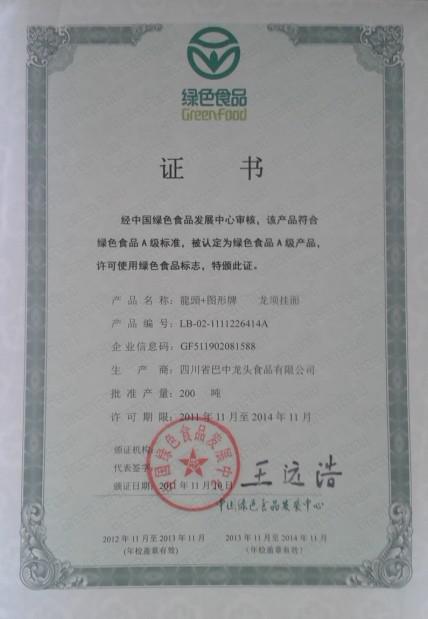 绿色食品
GreenFood
证 书
经中国绿色食品发展中心审核，该产品符合
绿色食品A级标准，被认定为绿色食品A级产品，
许可使用绿色食品标志，特颁此证。
产品名称：龍頭+图形牌 龙须挂面
产品编号：LB-02-1111226414A
企业信息码：GF511902081588
生 产 商：四川省巴中龙头食品有限公司
批准产量：200 吨
许可期限：2011年11月至2014年11月
颁证机构：
代表签字：
颁证日期：2011年11月10日
中国绿色食品发展中心
王远浩
中国绿色食品发展中心
2012年11月至2013年11月 2013年11月至2014年11月
(年检盖章有效) (年检盖章有效)